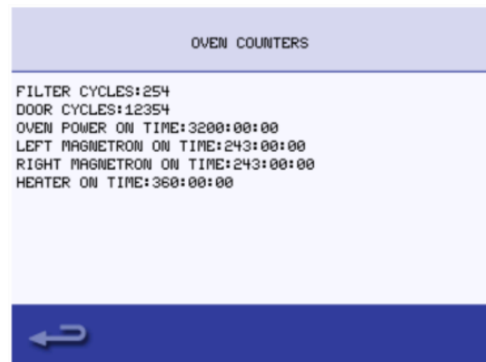 OVEN COUNTERS
FILTER CYCLES:254
DOOR CYCLES:12354
OVEN POWER ON TIME:3200:00:00
LEFT MAGNETRON ON TIME:243:00:00
RIGHT MAGNETRON ON TIME:243:00:00
HEATER ON TIME:360:00:00